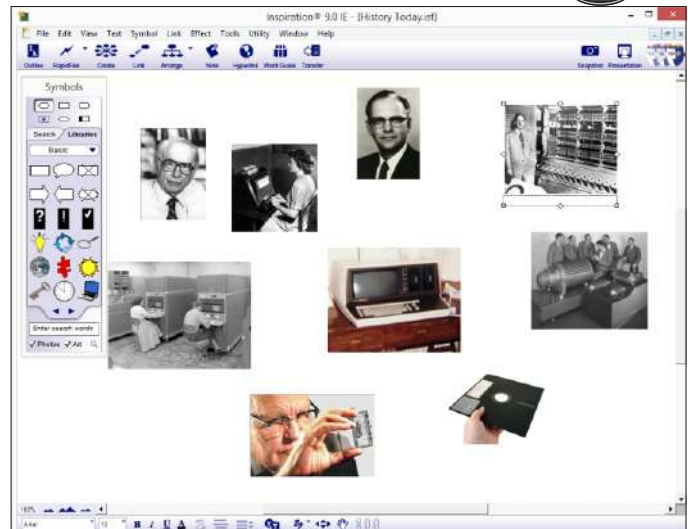 Inspiration® 9.0 IE - [History Today.isf]
File Edit View Text Symbol Link Effect Tools Utility Window Help
Outline RapidFire Create Link Arrange Note Hyperlink Word Guide Transfer Snapshot Presentation
Symbols
Search Libraries
Basic
? ! ✓
Enter search words
✓ Photos ✓ Art
B I U A